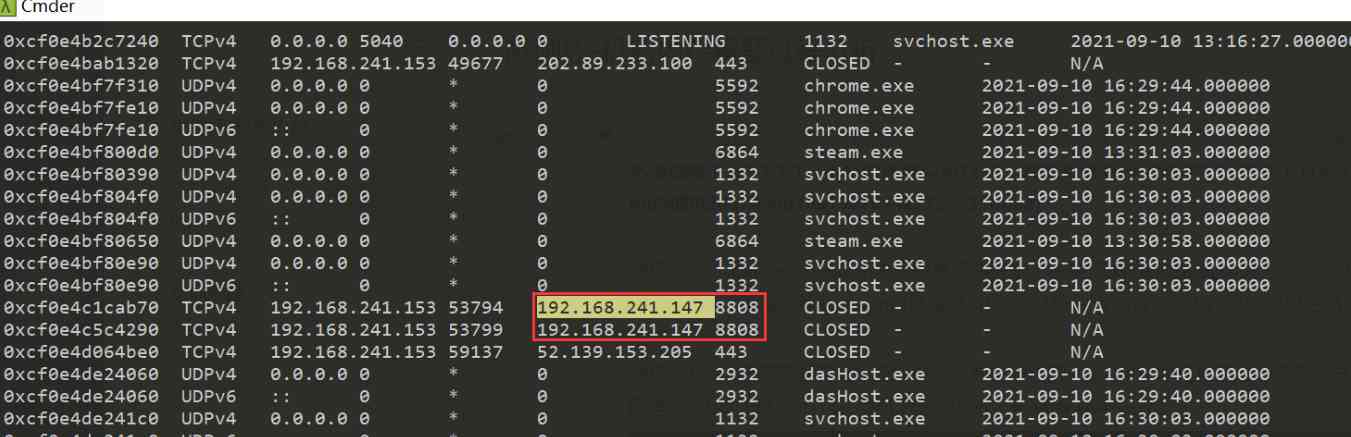 λ Cmder
0xcf0e4b2c7240 TCPv4 0.0.0.0 5040 0.0.0.0 0 LISTENING 1132 svchost.exe 2021-09-10 13:16:27.000000
0xcf0e4bab1320 TCPv4 192.168.241.153 49677 202.89.233.100 443 CLOSED - - N/A
0xcf0e4bf7f310 UDPv4 0.0.0.0 0 * 0 5592 chrome.exe 2021-09-10 16:29:44.000000
0xcf0e4bf7fe10 UDPv4 0.0.0.0 0 * 0 5592 chrome.exe 2021-09-10 16:29:44.000000
0xcf0e4bf7fe10 UDPv6 :: 0 * 0 5592 chrome.exe 2021-09-10 16:29:44.000000
0xcf0e4bf800d0 UDPv4 0.0.0.0 0 * 0 6864 steam.exe 2021-09-10 13:31:03.000000
0xcf0e4bf80390 UDPv4 0.0.0.0 0 * 0 1332 svchost.exe 2021-09-10 16:30:03.000000
0xcf0e4bf804f0 UDPv4 0.0.0.0 0 * 0 1332 svchost.exe 2021-09-10 16:30:03.000000
0xcf0e4bf804f0 UDPv6 :: 0 * 0 1332 svchost.exe 2021-09-10 16:30:03.000000
0xcf0e4bf80650 UDPv4 0.0.0.0 0 * 0 6864 steam.exe 2021-09-10 13:30:58.000000
0xcf0e4bf80e90 UDPv4 0.0.0.0 0 * 0 1332 svchost.exe 2021-09-10 16:30:03.000000
0xcf0e4bf80e90 UDPv6 :: 0 * 0 1332 svchost.exe 2021-09-10 16:30:03.000000
0xcf0e4c1cab70 TCPv4 192.168.241.153 53794 192.168.241.147 8808 CLOSED - - N/A
0xcf0e4c5c4290 TCPv4 192.168.241.153 53799 192.168.241.147 8808 CLOSED - - N/A
0xcf0e4d064be0 TCPv4 192.168.241.153 59137 52.139.153.205 443 CLOSED - - N/A
0xcf0e4de24060 UDPv4 0.0.0.0 0 * 0 2932 dasHost.exe 2021-09-10 16:29:40.000000
0xcf0e4de24060 UDPv6 :: 0 * 0 2932 dasHost.exe 2021-09-10 16:29:40.000000
0xcf0e4de241c0 UDPv4 0.0.0.0 0 * 0 1132 svchost.exe 2021-09-10 16:30:03.000000